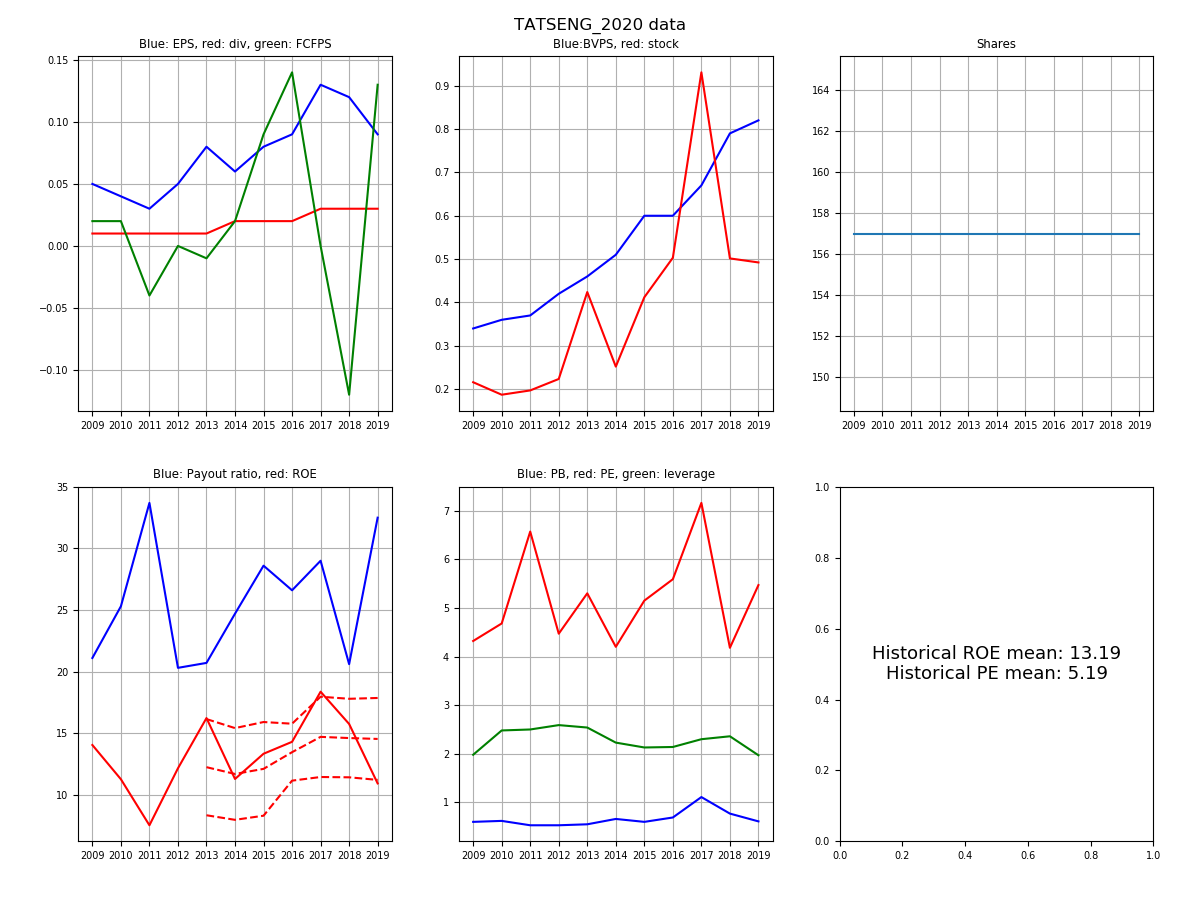 TATSENG_2020 data
Blue: EPS, red: div, green: FCFPS
0.15
0.10
0.05
0.00
−0.05
−0.10
2009 2010 2011 2012 2013 2014 2015 2016 2017 2018 2019
Blue:BVPS, red: stock
0.9
0.8
0.7
0.6
0.5
0.4
0.3
0.2
2009 2010 2011 2012 2013 2014 2015 2016 2017 2018 2019
Shares
164
162
160
158
156
154
152
150
2009 2010 2011 2012 2013 2014 2015 2016 2017 2018 2019
Blue: Payout ratio, red: ROE
35
30
25
20
15
10
2009 2010 2011 2012 2013 2014 2015 2016 2017 2018 2019
Blue: PB, red: PE, green: leverage
7
6
5
4
3
2
1
2009 2010 2011 2012 2013 2014 2015 2016 2017 2018 2019
1.0
0.8
0.6
0.4
0.2
0.0
Historical ROE mean: 13.19
Historical PE mean: 5.19
0.0 0.2 0.4 0.6 0.8 1.0